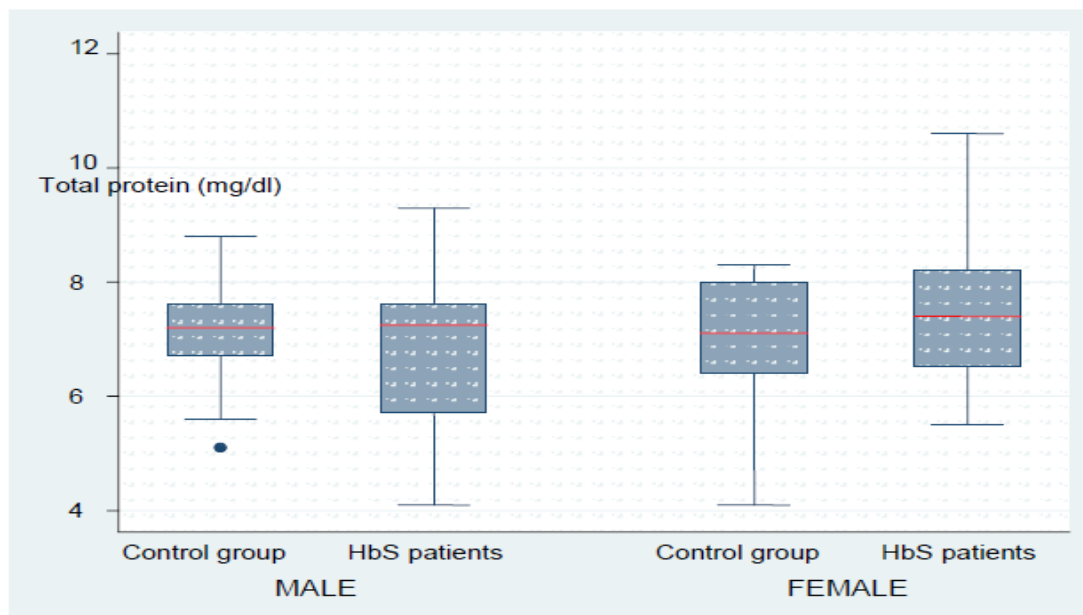 12
10
Total protein (mg/dl)
8
6
4
Control group HbS patients Control group HbS patients
MALE FEMALE